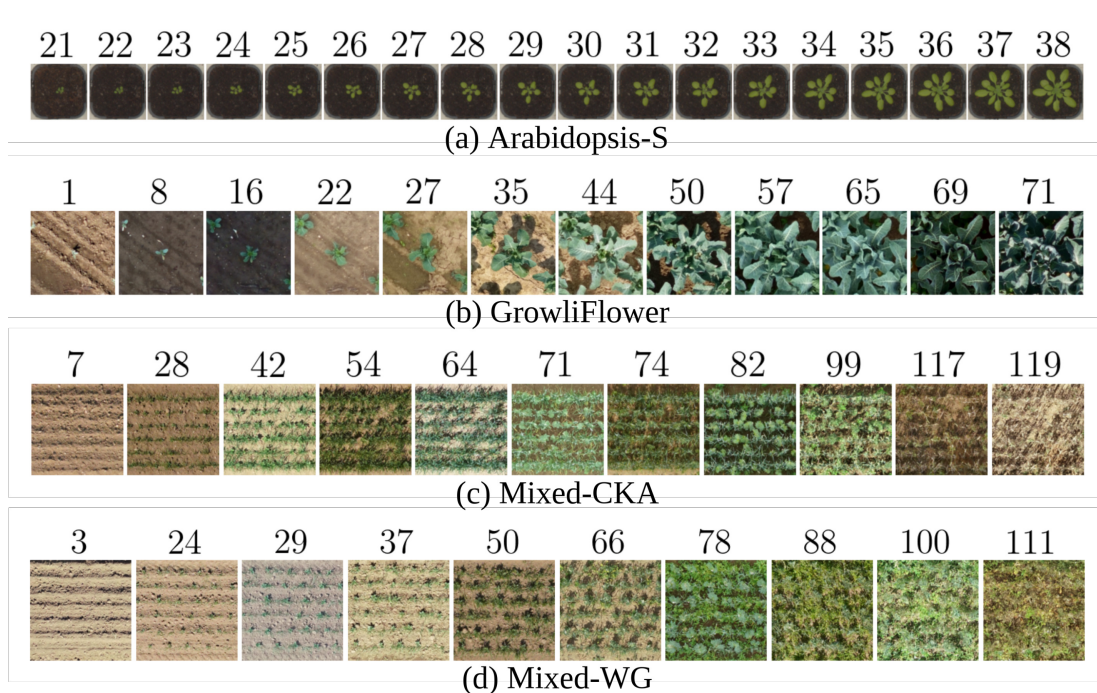 21 22 23 24 25 26 27 28 29 30 31 32 33 34 35 36 37 38
(a) Arabidopsis-S
1 8 16 22 27 35 44 50 57 65 69 71
(b) GrowliFlower
7 28 42 54 64 71 74 82 99 117 119
(c) Mixed-CKA
3 24 29 37 50 66 78 88 100 111
(d) Mixed-WG